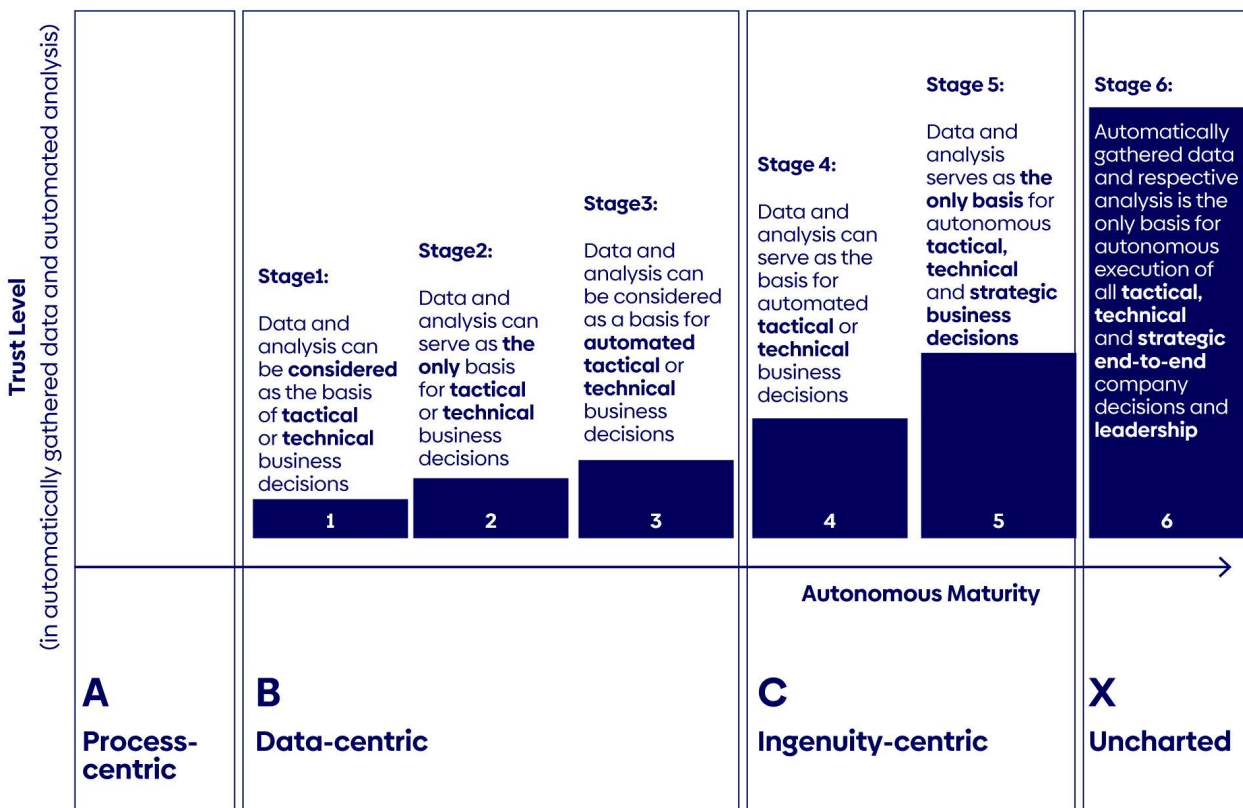 Trust Level
(in automatically gathered data and automated analysis)
Stage1:
Data and
analysis can
be considered
as the basis
of tactical
or technical
business
decisions
1
Stage2:
Data and
analysis can
serve as the
only basis
for tactical
or technical
business
decisions
2
Stage3:
Data and
analysis can
be considered
as a basis for
automated
tactical or
technical
business
decisions
3
Stage 4:
Data and
analysis can
serve as the
basis for
automated
tactical or
technical
business
decisions
4
Stage 5:
Data and
analysis
serves as the
only basis for
autonomous
tactical,
technical
and strategic
business
decisions
5
Stage 6:
Automatically
gathered data
and respective
analysis is the
only basis for
autonomous
execution of
all tactical,
technical
and strategic
end-to-end
company
decisions and
leadership
6
Autonomous Maturity
A
Process-
centric
B
Data-centric
C
Ingenuity-centric
X
Uncharted